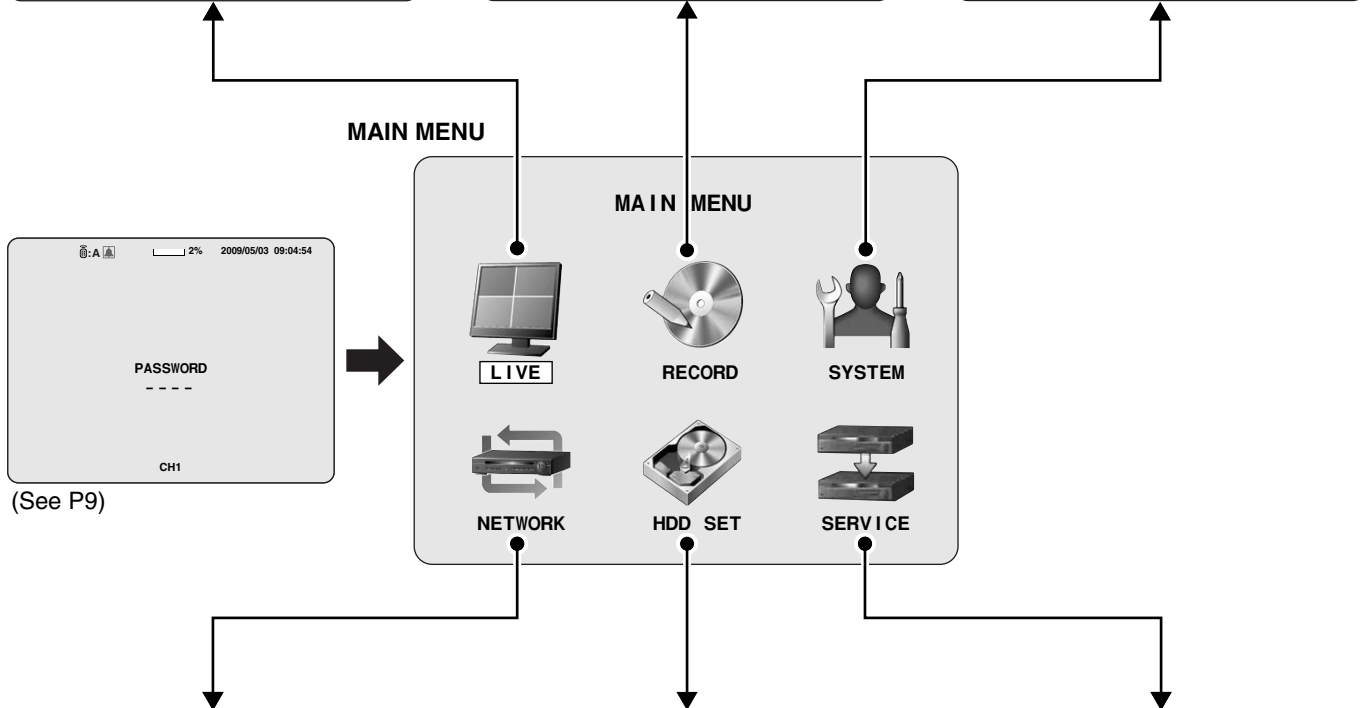 MAIN MENU
MAIN MENU
:A 2% 2009/05/03 09:04:54
PASSWORD
- - - -
CH1
(See P9)
LIVE RECORD SYSTEM
NETWORK HDD SET SERVICE